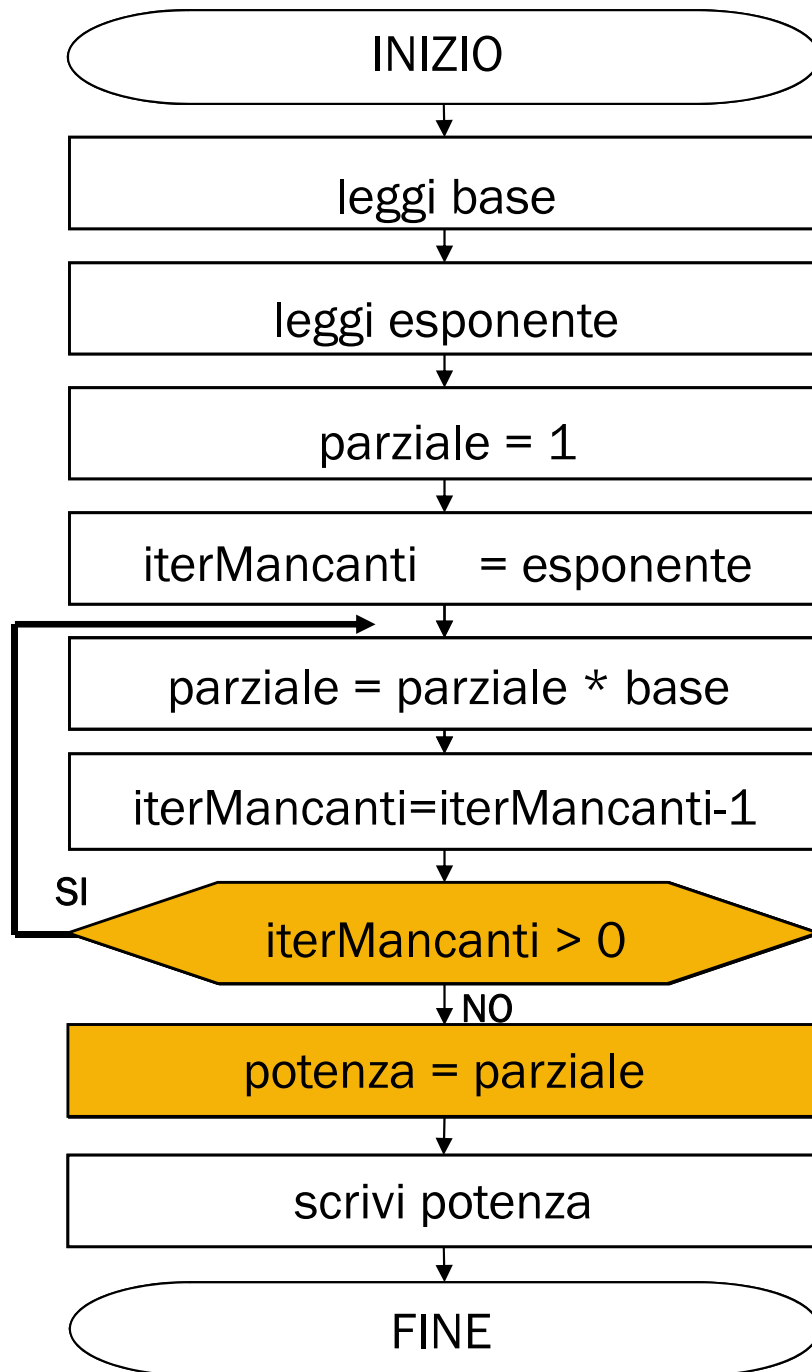 INIZIO
leggi base
leggi esponente
parziale = 1
iterMancanti = esponente
parziale = parziale * base
iterMancanti=iterMancanti-1
SI
iterMancanti > 0
NO
potenza = parziale
scrivi potenza
FINE